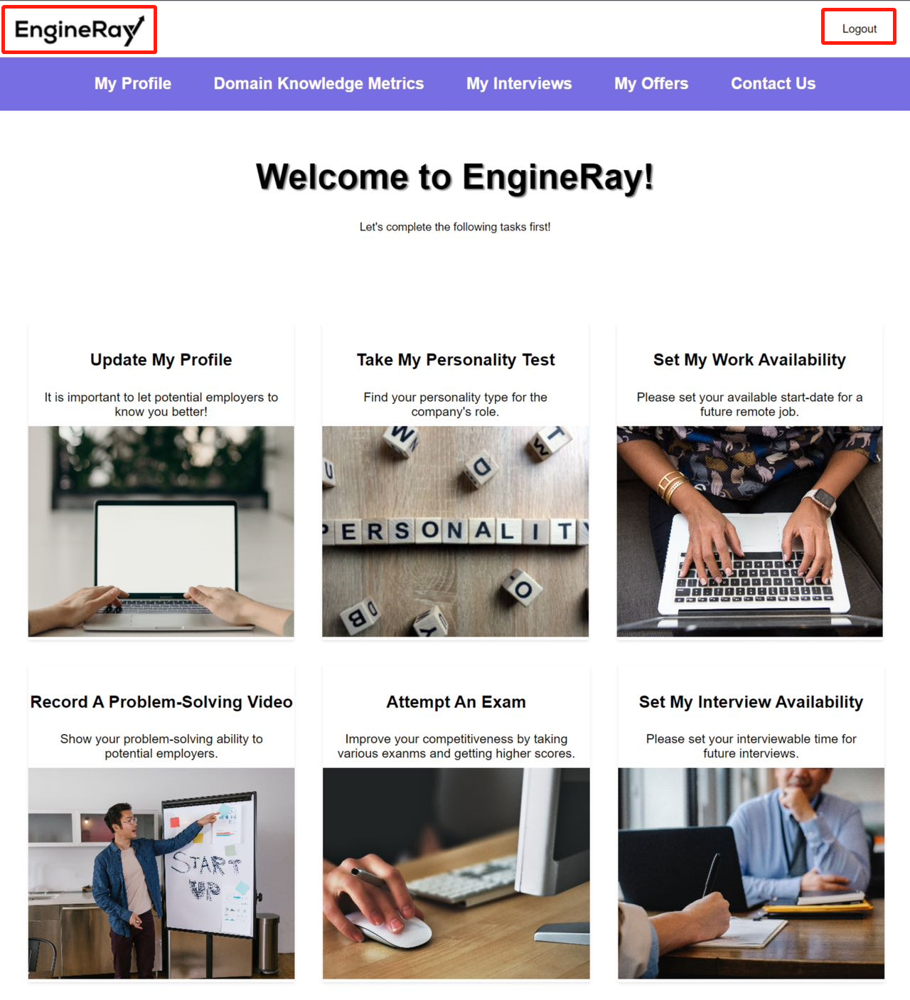 EngineRay
Logout
My Profile
Domain Knowledge Metrics
My Interviews
My Offers
Contact Us
Welcome to EngineRay!
Let's complete the following tasks first!
Update My Profile
It is important to let potential employers to
know you better!
Take My Personality Test
Find your personality type for the
company's role.
Set My Work Availability
Please set your available start-date for a
future remote job.
W N
T
W
D
U
PERSONALITY
O
B D
U Y
Record A Problem-Solving Video
Show your problem-solving ability to
potential employers.
Attempt An Exam
Improve your competitiveness by taking
various exanms and getting higher scores.
Set My Interview Availability
Please set your interviewable time for
future interviews.
START
UP